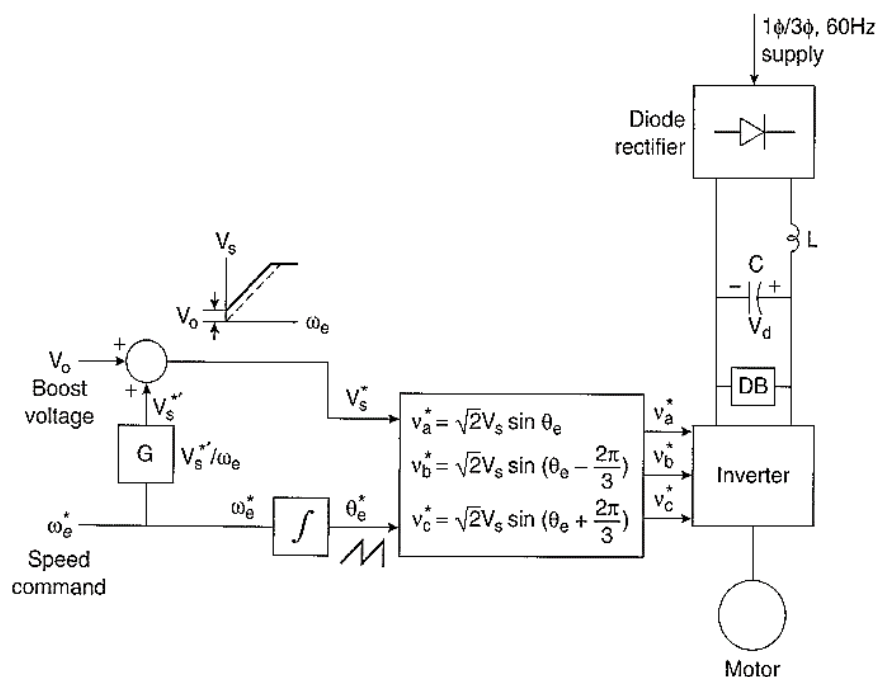 1ϕ/3ϕ, 60Hz
supply
Diode
rectifier
L
C
− +
V_d
DB
V_s
V_o
ω_e
V_o
Boost
voltage
+
+
V_s^*'
G
V_s^*'/ω_e
ω_e^*
Speed
command
ω_e^*
∫
θ_e^*
V_s^*
v_a^* = √2V_s sin θ_e
v_b^* = √2V_s sin (θ_e − 2π/3)
v_c^* = √2V_s sin (θ_e + 2π/3)
v_a^*
v_b^*
v_c^*
Inverter
Motor